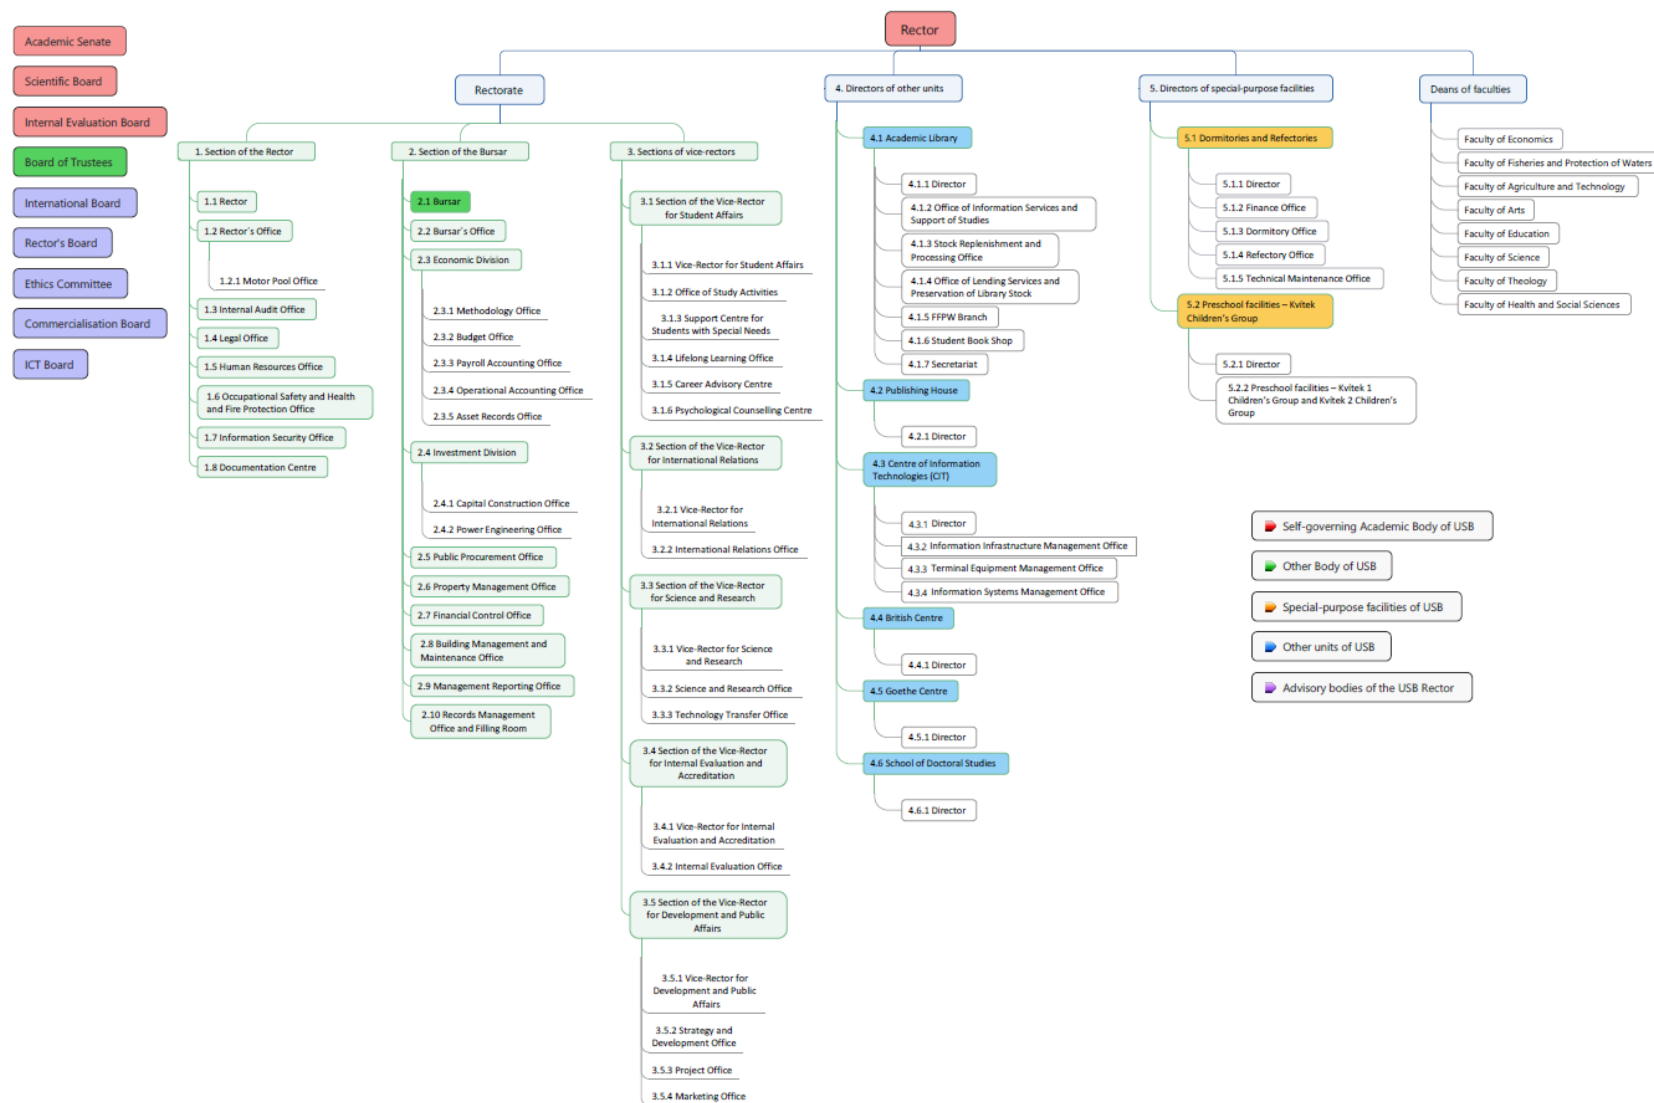 Rector
Academic Senate
Scientific Board
Internal Evaluation Board
Board of Trustees
International Board
Rector's Board
Ethics Committee
Commercialisation Board
ICT Board
Rectorate
1. Section of the Rector
1.1 Rector
1.2 Rector´s Office
1.2.1 Motor Pool Office
1.3 Internal Audit Office
1.4 Legal Office
1.5 Human Resources Office
1.6 Occupational Safety and Health
and Fire Protection Office
1.7 Information Security Office
1.8 Documentation Centre
2. Section of the Bursar
2.1 Bursar
2.2 Bursar´s Office
2.3 Economic Division
2.3.1 Methodology Office
2.3.2 Budget Office
2.3.3 Payroll Accounting Office
2.3.4 Operational Accounting Office
2.3.5 Asset Records Office
2.4 Investment Division
2.4.1 Capital Construction Office
2.4.2 Power Engineering Office
2.5 Public Procurement Office
2.6 Property Management Office
2.7 Financial Control Office
2.8 Building Management and
Maintenance Office
2.9 Management Reporting Office
2.10 Records Management
Office and Filling Room
3. Sections of vice-rectors
3.1 Section of the Vice-Rector
for Student Affairs
3.1.1 Vice-Rector for Student Affairs
3.1.2 Office of Study Activities
3.1.3 Support Centre for
Students with Special Needs
3.1.4 Lifelong Learning Office
3.1.5 Career Advisory Centre
3.1.6 Psychological Counselling Centre
3.2 Section of the Vice-Rector
for International Relations
3.2.1 Vice-Rector for
International Relations
3.2.2 International Relations Office
3.3 Section of the Vice-Rector
for Science and Research
3.3.1 Vice-Rector for Science
and Research
3.3.2 Science and Research Office
3.3.3 Technology Transfer Office
3.4 Section of the Vice-Rector
for Internal Evaluation and
Accreditation
3.4.1 Vice-Rector for Internal
Evaluation and Accreditation
3.4.2 Internal Evaluation Office
3.5 Section of the Vice-Rector
for Development and Public
Affairs
3.5.1 Vice-Rector for
Development and Public
Affairs
3.5.2 Strategy and
Development Office
3.5.3 Project Office
3.5.4 Marketing Office
4. Directors of other units
4.1 Academic Library
4.1.1 Director
4.1.2 Office of Information Services and
Support of Studies
4.1.3 Stock Replenishment and
Processing Office
4.1.4 Office of Lending Services and
Preservation of Library Stock
4.1.5 FFPW Branch
4.1.6 Student Book Shop
4.1.7 Secretariat
4.2 Publishing House
4.2.1 Director
4.3 Centre of Information
Technologies (CIT)
4.3.1 Director
4.3.2 Information Infrastructure Management Office
4.3.3 Terminal Equipment Management Office
4.3.4 Information Systems Management Office
4.4 British Centre
4.4.1 Director
4.5 Goethe Centre
4.5.1 Director
4.6 School of Doctoral Studies
4.6.1 Director
5. Directors of special-purpose facilities
5.1 Dormitories and Refectories
5.1.1 Director
5.1.2 Finance Office
5.1.3 Dormitory Office
5.1.4 Refectory Office
5.1.5 Technical Maintenance Office
5.2 Preschool facilities – Kvítek
Children's Group
5.2.1 Director
5.2.2 Preschool facilities – Kvítek 1
Children's Group and Kvítek 2 Children's
Group
Deans of faculties
Faculty of Economics
Faculty of Fisheries and Protection of Waters
Faculty of Agriculture and Technology
Faculty of Arts
Faculty of Education
Faculty of Science
Faculty of Theology
Faculty of Health and Social Sciences
Self-governing Academic Body of USB
Other Body of USB
Special-purpose facilities of USB
Other units of USB
Advisory bodies of the USB Rector